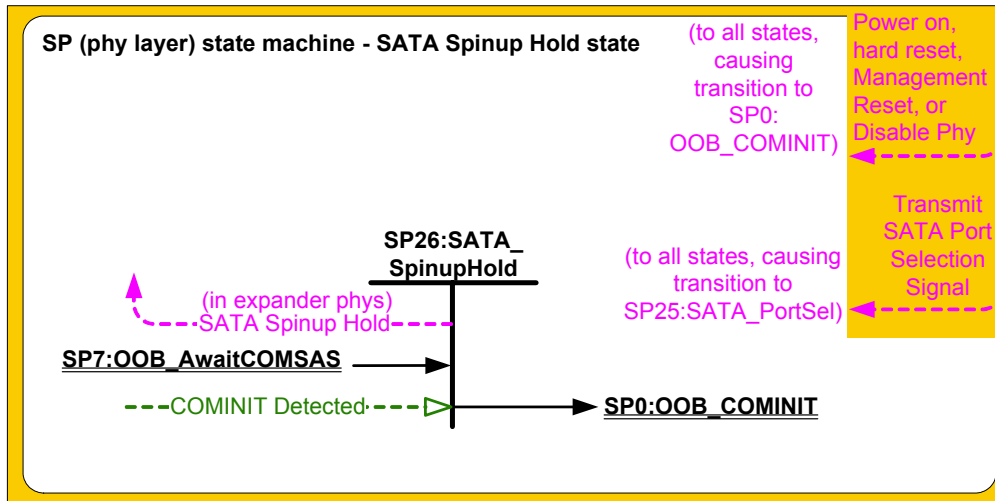 SP (phy layer) state machine - SATA Spinup Hold state
(to all states,
causing
transition to
SP0:
OOB_COMINIT)
Power on,
hard reset,
Management
Reset, or
Disable Phy
Transmit
SATA Port
Selection
Signal
(to all states, causing
transition to
SP25:SATA_PortSel)
SP26:SATA_
SpinupHold
(in expander phys)
SATA Spinup Hold
SP7:OOB_AwaitCOMSAS
COMINIT Detected
SP0:OOB_COMINIT